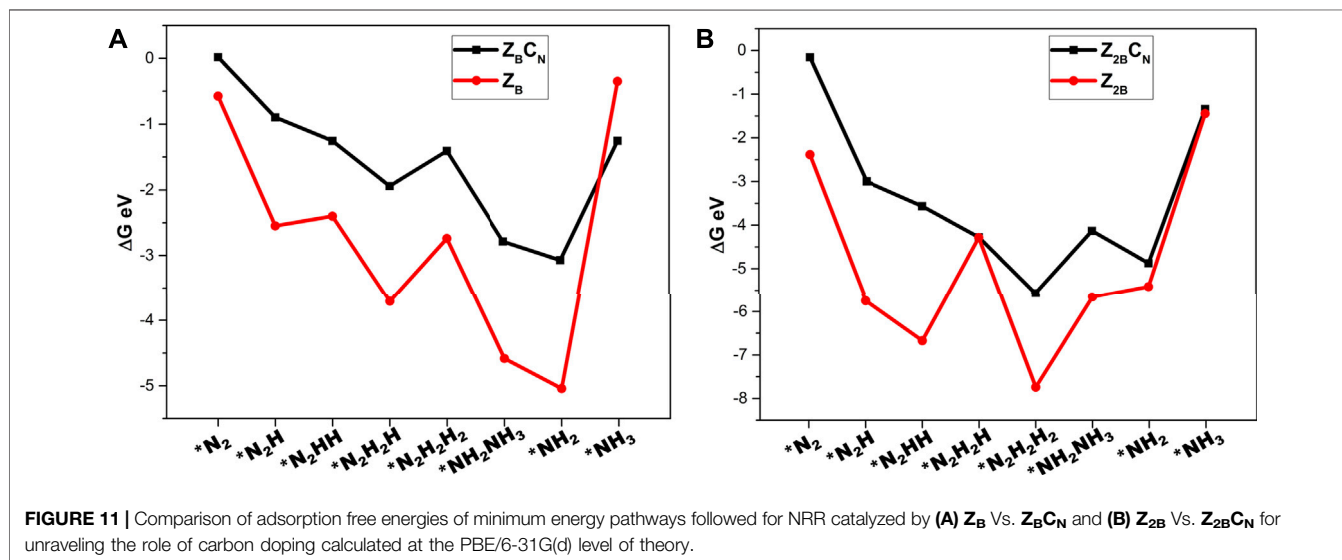 A
Z_BC_N
Z_B
0
-1
-2
-3
-4
-5
ΔG eV
*N₂
*N₂H
*N₂HH
*N₂H₂H
*N₂H₂H₂
*NH₂NH₃
*NH₂
*NH₃
B
Z_2BC_N
Z_2B
0
-1
-2
-3
-4
-5
-6
-7
-8
ΔG eV
*N₂
*N₂H
*N₂HH
*N₂H₂H
*N₂H₂H₂
*NH₂NH₃
*NH₂
*NH₃
FIGURE 11 | Comparison of adsorption free energies of minimum energy pathways followed for NRR catalyzed by (A) Z_B Vs. Z_BC_N and (B) Z_2B Vs. Z_2BC_N for
unraveling the role of carbon doping calculated at the PBE/6-31G(d) level of theory.